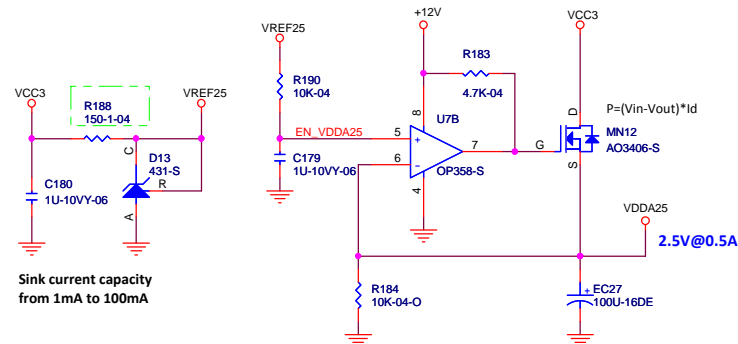 VCC3
R188
150-1-04
VREF25
C180
1U-10VY-06
C
D13
431-S
R
A
Sink current capacity
from 1mA to 100mA
VREF25
R190
10K-04
EN_VDDA25
C179
1U-10VY-06
+12V
R183
4.7K-04
8
U7B
5
+
6
-
7
OP358-S
4
VCC3
P=(Vin-Vout)*Id
D
G
S
MN12
AO3406-S
VDDA25
2.5V@0.5A
R184
10K-04-O
+
EC27
100U-16DE